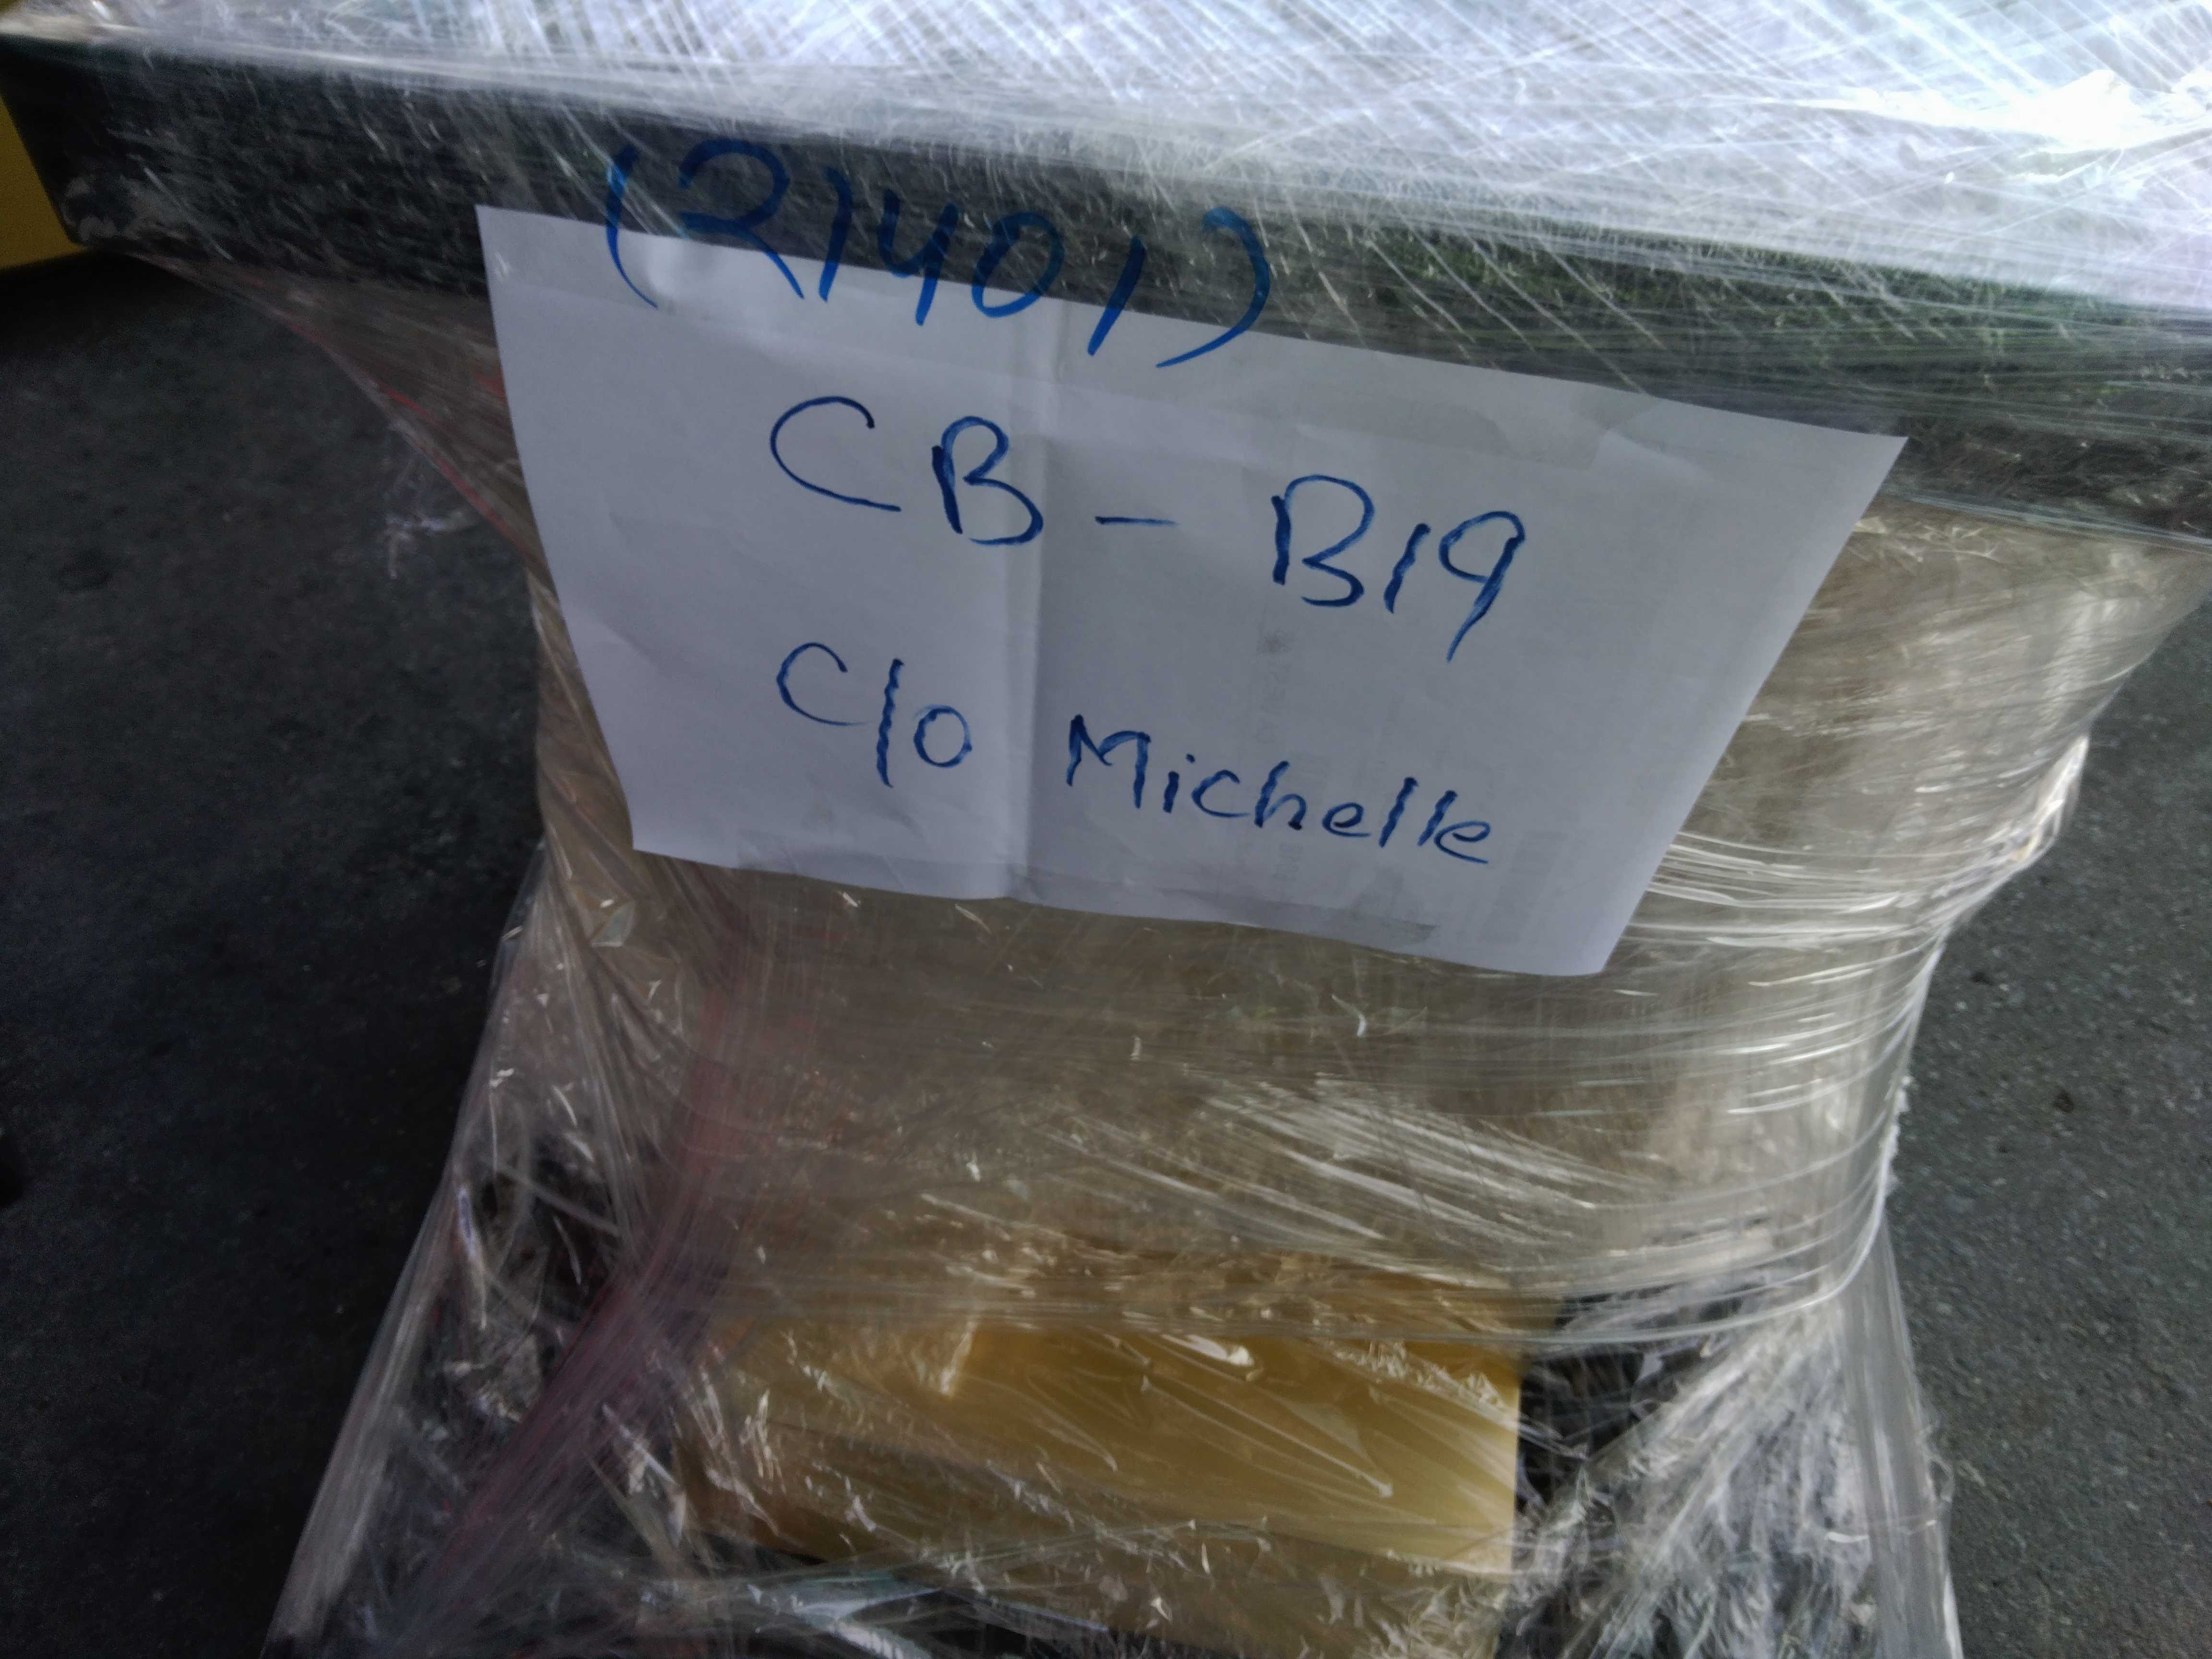 (21401)
CB - B19
C/o Michelle